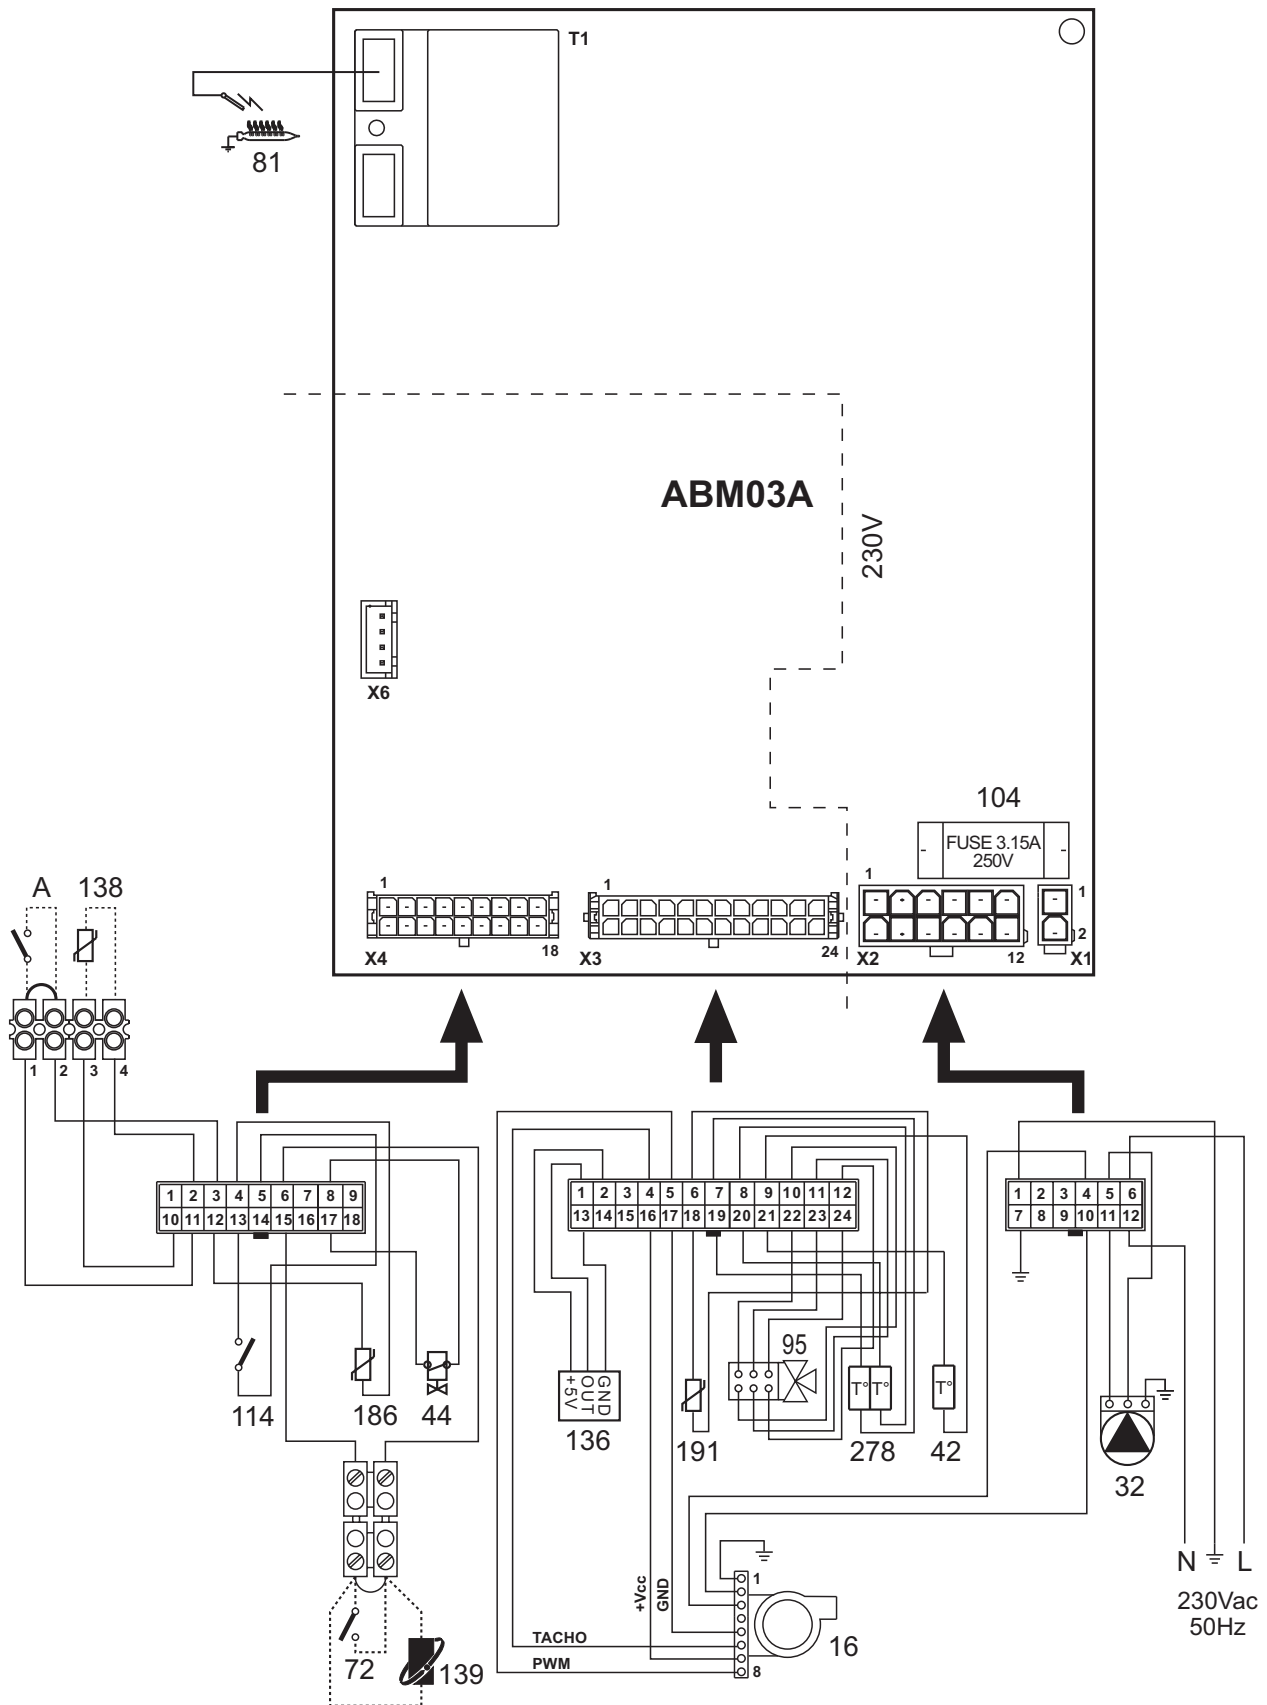 T1
81
ABM03A
230V
X6
104
FUSE 3.15A
250V
1
18
X4
1
24
X3
1
12
X2
1
2
X1
A 138
1 2 3 4
1 2 3 4 5 6 7 8 9
10 11 12 13 14 15 16 17 18
1 2 3 4 5 6 7 8 9 10 11 12
13 14 15 16 17 18 19 20 21 22 23 24
1 2 3 4 5 6
7 8 9 10 11 12
114
186
44
+5V
OUT
GND
136
191
95
278
T° T°
42
T°
32
N L
230Vac
50Hz
72
139
+Vcc
GND
TACHO
PWM
1
8
16